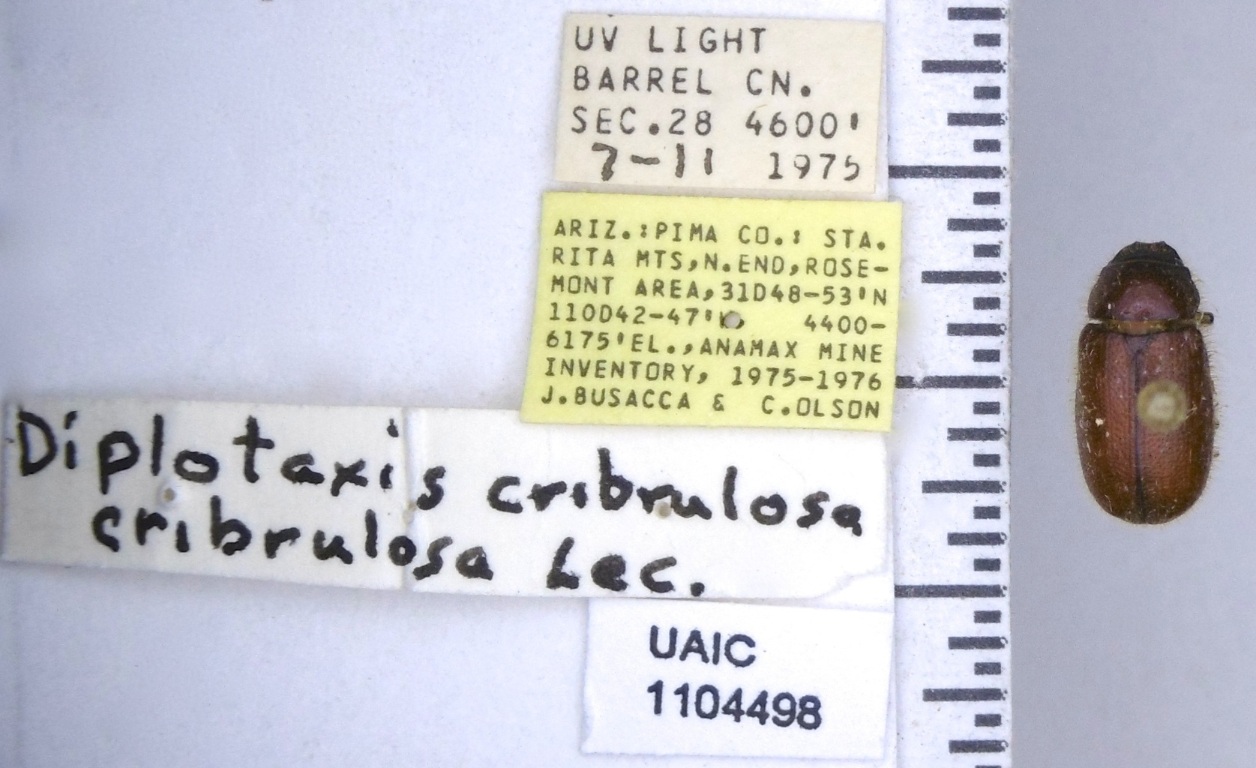 UV LIGHT
BARREL CN.
SEC.28 4600'
7-11 1975
ARIZ.:PIMA CO.: STA.
RITA MTS,N.END,ROSE-
MONT AREA,31D48-53'N
110D42-47' 4400-
6175'EL.,ANAMAX MINE
INVENTORY, 1975-1976
J.BUSACCA & C.OLSON
Diplotaxis cribrulosa
cribrulosa Lec.
UAIC
1104498